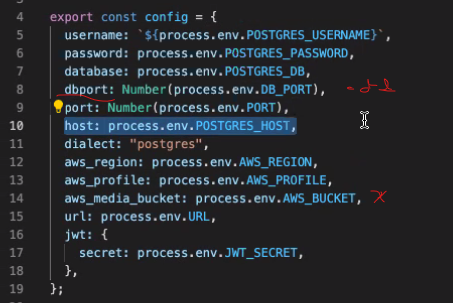 4 export const config = {
5 username: `${process.env.POSTGRES_USERNAME}`,
6 password: process.env.POSTGRES_PASSWORD,
7 database: process.env.POSTGRES_DB,
8 dbport: Number(process.env.DB_PORT),
9 port: Number(process.env.PORT),
10 host: process.env.POSTGRES_HOST,
11 dialect: "postgres",
12 aws_region: process.env.AWS_REGION,
13 aws_profile: process.env.AWS_PROFILE,
14 aws_media_bucket: process.env.AWS_BUCKET, X
15 url: process.env.URL,
16 jwt: {
17 secret: process.env.JWT_SECRET,
18 },
19 };